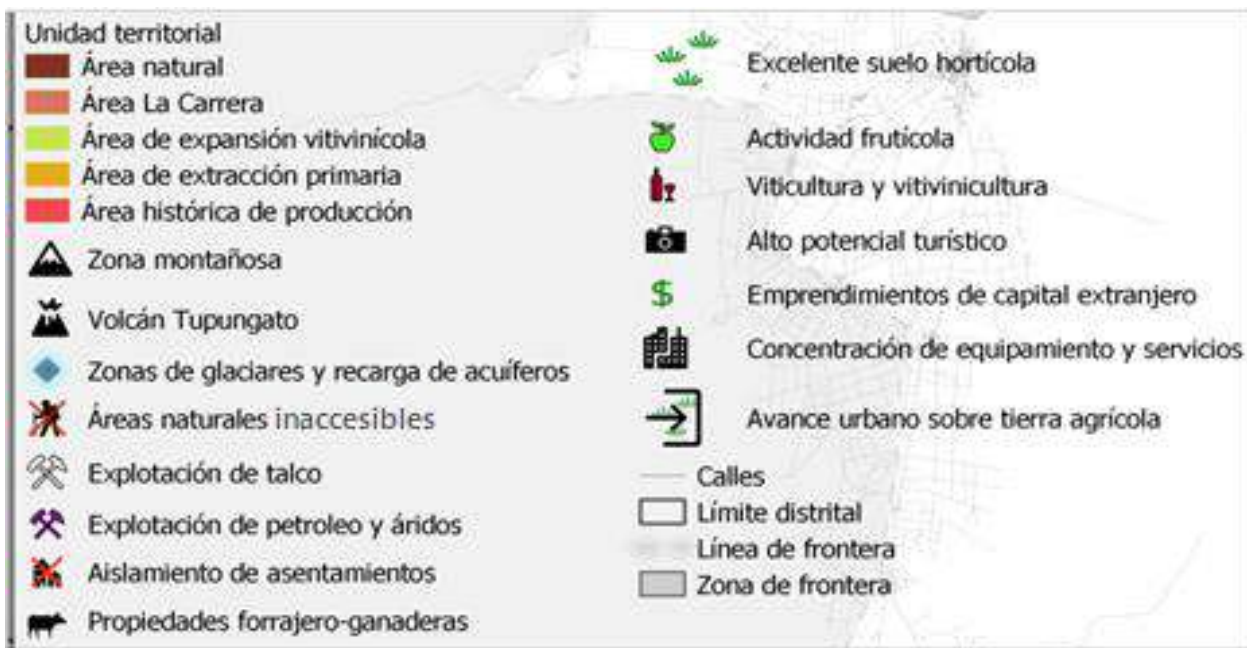 Unidad territorial
Área natural
Área La Carrera
Área de expansión vitivinícola
Área de extracción primaria
Área histórica de producción
Zona montañosa
Volcán Tupungato
Zonas de glaciares y recarga de acuíferos
Áreas naturales inaccesibles
Explotación de talco
Explotación de petroleo y áridos
Aislamiento de asentamientos
Propiedades forrajero-ganaderas
Excelente suelo hortícola
Actividad frutícola
Viticultura y vitivinicultura
Alto potencial turístico
$ Emprendimientos de capital extranjero
Concentración de equipamiento y servicios
Avance urbano sobre tierra agrícola
Calles
Límite distrital
Línea de frontera
Zona de frontera